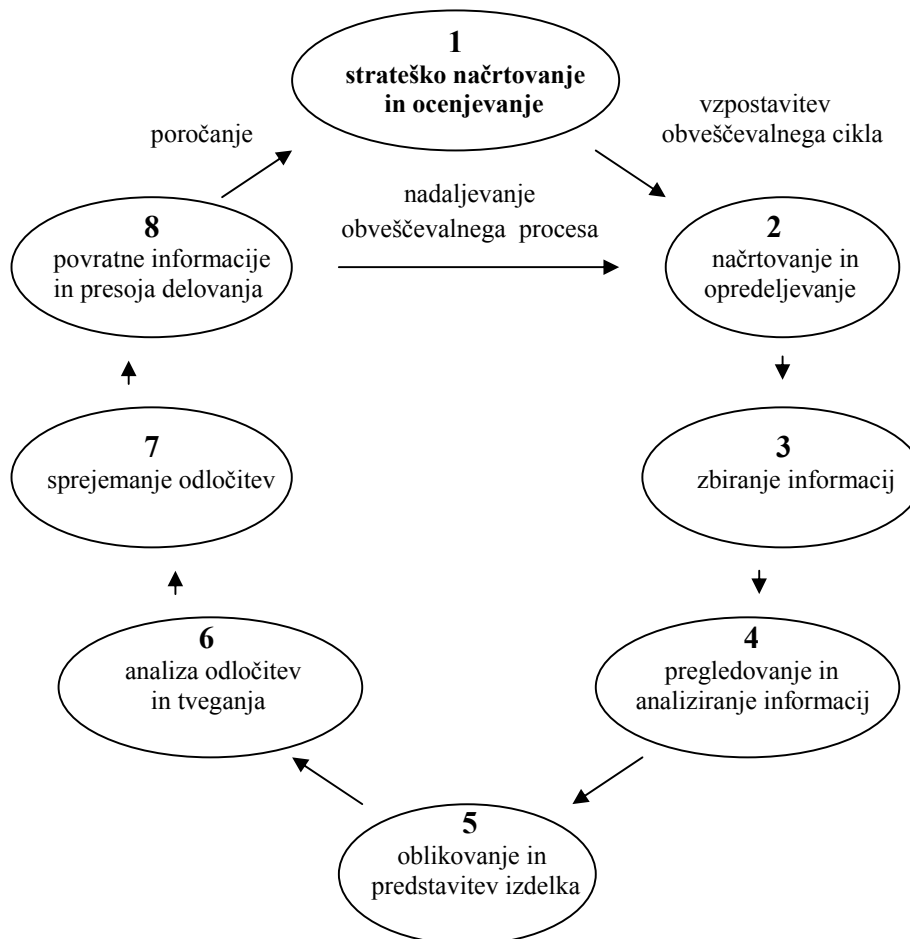 1
strateško načrtovanje
in ocenjevanje
poročanje
vzpostavitev
obveščevalnega cikla
nadaljevanje
obveščevalnega procesa
8
povratne informacije
in presoja delovanja
2
načrtovanje in
opredeljevanje
7
sprejemanje odločitev
3
zbiranje informacij
6
analiza odločitev
in tveganja
4
pregledovanje in
analiziranje informacij
5
oblikovanje in
predstavitev izdelka